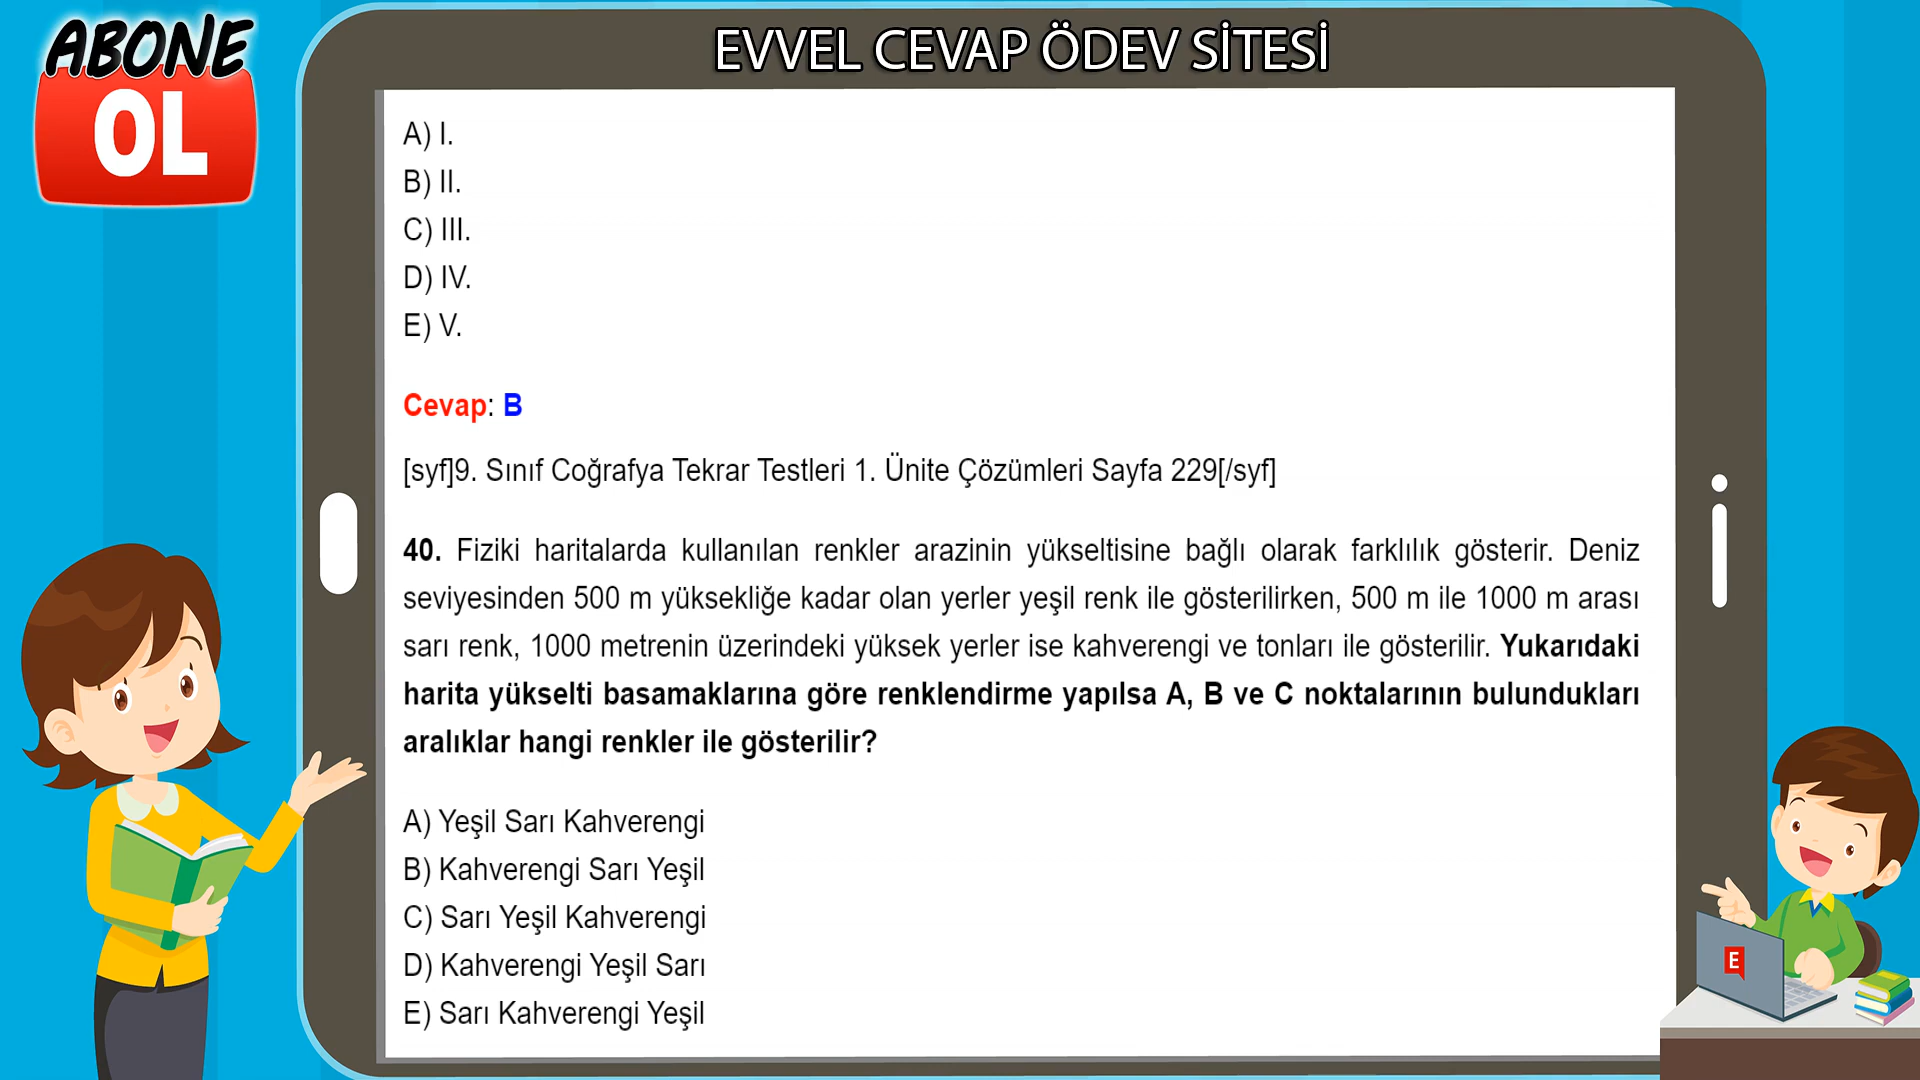 ABONE
OL
EVVEL CEVAP ÖDEV SİTESİ
A) I.
B) II.
C) III.
D) IV.
E) V.
Cevap: B
[syf]9. Sınıf Coğrafya Tekrar Testleri 1. Ünite Çözümleri Sayfa 229[/syf]
40. Fiziki haritalarda kullanılan renkler arazinin yükseltisine bağlı olarak farklılık gösterir. Deniz
seviyesinden 500 m yüksekliğe kadar olan yerler yeşil renk ile gösterilirken, 500 m ile 1000 m arası
sarı renk, 1000 metrenin üzerindeki yüksek yerler ise kahverengi ve tonları ile gösterilir. Yukarıdaki
harita yükselti basamaklarına göre renklendirme yapılsa A, B ve C noktalarının bulundukları
aralıklar hangi renkler ile gösterilir?
A) Yeşil Sarı Kahverengi
B) Kahverengi Sarı Yeşil
C) Sarı Yeşil Kahverengi
D) Kahverengi Yeşil Sarı
E) Sarı Kahverengi Yeşil
E